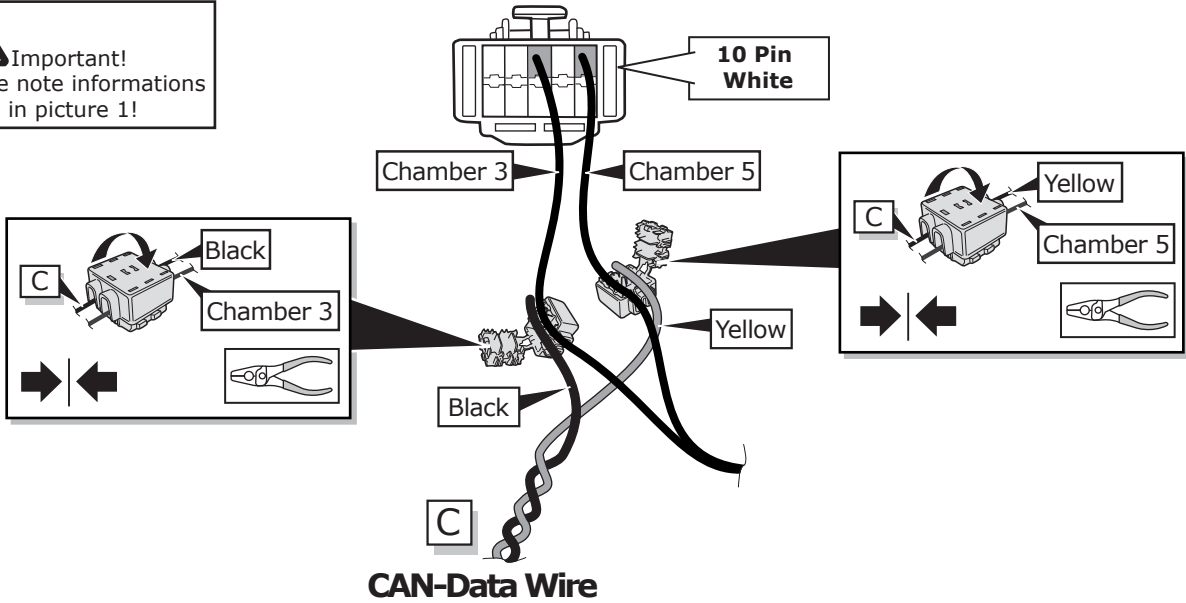 Important!
note informations
in picture 1!
10 Pin
White
Chamber 3
Chamber 5
Yellow
C
Chamber 5
Black
C
Chamber 3
Yellow
Black
C
CAN-Data Wire